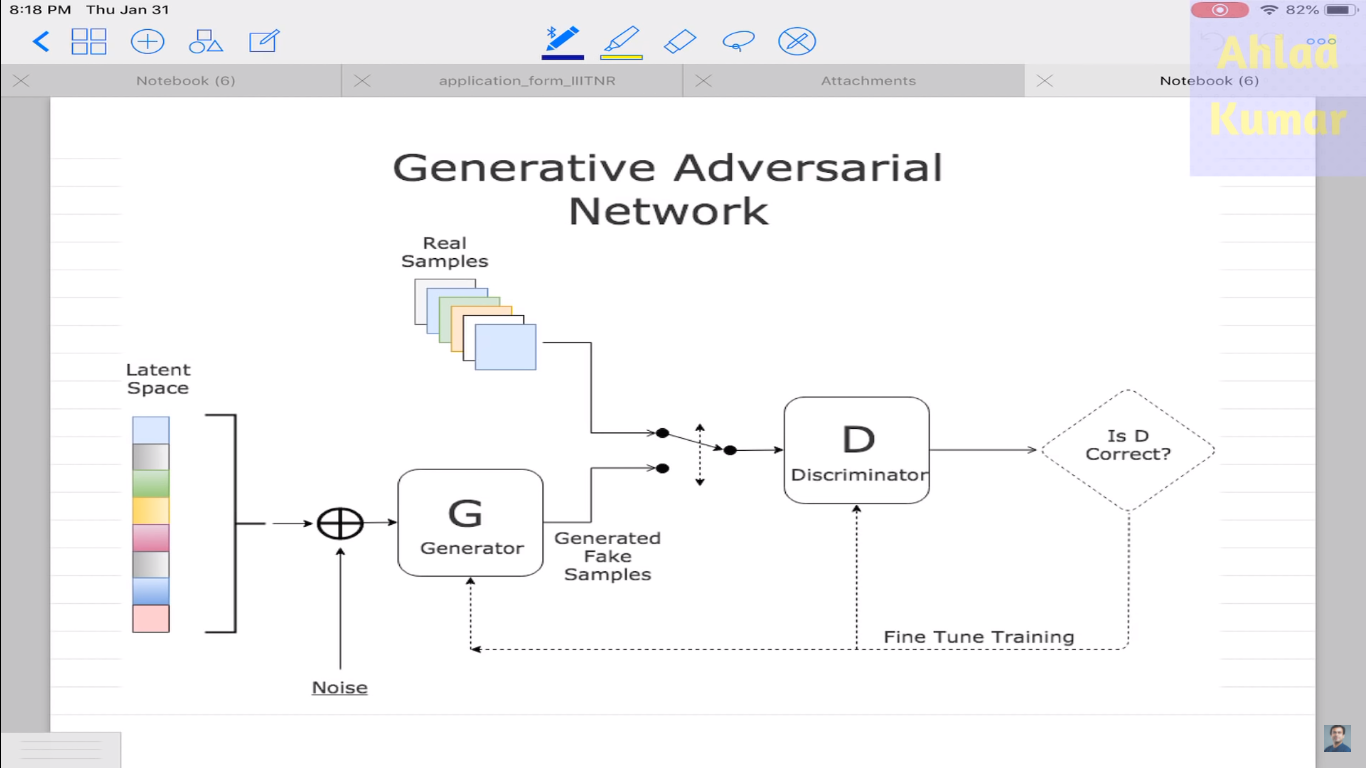 8:18 PM Thu Jan 31
82%
Notebook (6)
application_form_IIITNR
Attachments
Notebook (6)
Ahlad
Kumar
Generative Adversarial
Network
Real
Samples
Latent
Space
G
Generator
Generated
Fake
Samples
D
Discriminator
Is D
Correct?
Fine Tune Training
Noise